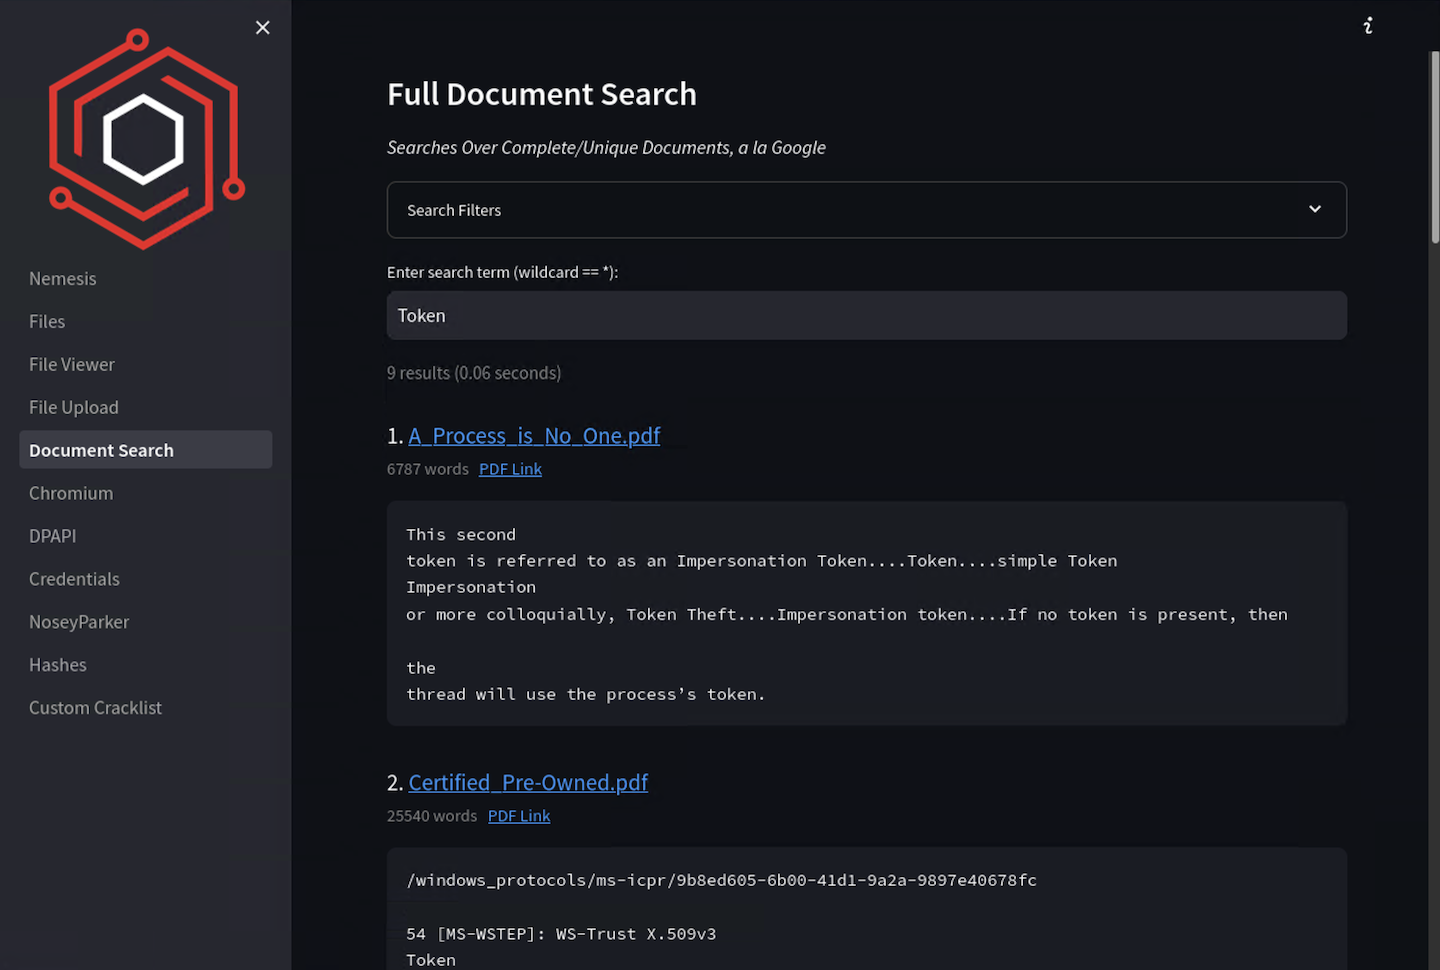 Nemesis
Files
File Viewer
File Upload
Document Search
Chromium
DPAPI
Credentials
NoseyParker
Hashes
Custom Cracklist
Full Document Search
Searches Over Complete/Unique Documents, a la Google
Search Filters
Enter search term (wildcard == *):
Token
9 results (0.06 seconds)
1. A_Process_is_No_One.pdf
6787 words PDF Link
This second
token is referred to as an Impersonation Token....Token....simple Token
Impersonation
or more colloquially, Token Theft....Impersonation token....If no token is present, then
the
thread will use the process’s token.
2. Certified_Pre-Owned.pdf
25540 words PDF Link
/windows_protocols/ms-icpr/9b8ed605-6b00-41d1-9a2a-9897e40678fc
54 [MS-WSTEP]: WS-Trust X.509v3
Token